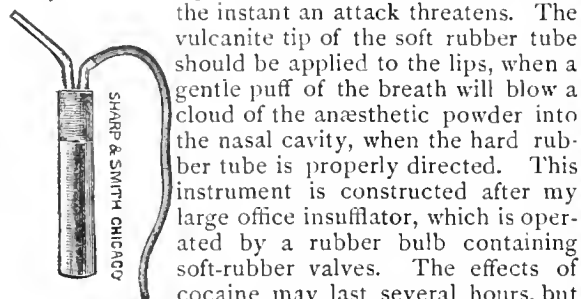 the instant an attack threatens. The
vulcanite tip of the soft rubber tube
should be applied to the lips, when a
gentle puff of the breath will blow a
cloud of the anæsthetic powder into
the nasal cavity, when the hard rub-
ber tube is properly directed. This
instrument is constructed after my
large office insufflator, which is oper-
ated by a rubber bulb containing
soft-rubber valves. The effects of
cocaine may last several hours, but
SHARP & SMITH CHICAGO